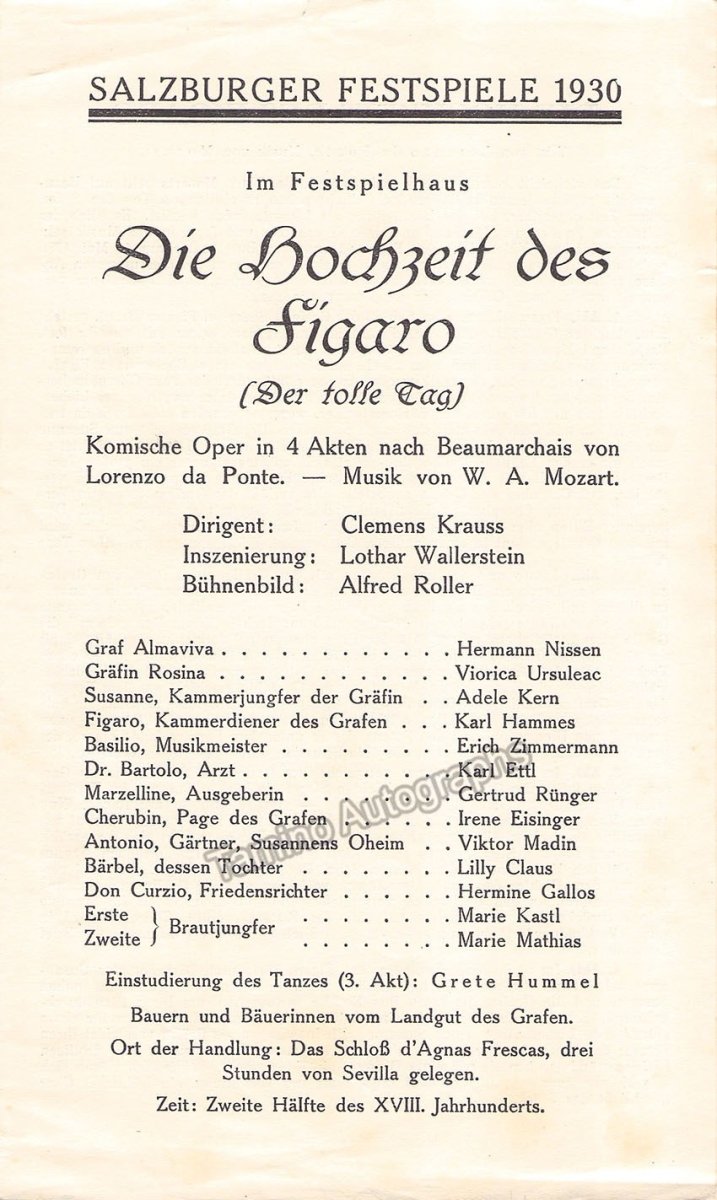 SALZBURGER FESTSPIELE 1930
Im Festspielhaus
Die Hochzeit des
Figaro
(Der tolle Tag)
Komische Oper in 4 Akten nach Beaumarchais von
Lorenzo da Ponte. — Musik von W. A. Mozart.
Dirigent: Clemens Krauss
Inszenierung: Lothar Wallerstein
Bühnenbild: Alfred Roller
Graf Almaviva . . . . . . . . . . . . Hermann Nissen
Gräfin Rosina . . . . . . . . . . . . Viorica Ursuleac
Susanne, Kammerjungfer der Gräfin . . Adele Kern
Figaro, Kammerdiener des Grafen . . . Karl Hammes
Basilio, Musikmeister . . . . . . . . . Erich Zimmermann
Dr. Bartolo, Arzt . . . . . . . . . . . Karl Ettl
Marzelline, Ausgeberin . . . . . . . . Gertrud Rünger
Cherubin, Page des Grafen . . . . . . Irene Eisinger
Antonio, Gärtner, Susannens Oheim . . Viktor Madin
Bärbel, dessen Tochter . . . . . . . . Lilly Claus
Don Curzio, Friedensrichter . . . . . . Hermine Gallos
Erste } Brautjungfer . . . . . . . . Marie Kastl
Zweite } . . . . . . . . Marie Mathias
Einstudierung des Tanzes (3. Akt): Grete Hummel
Bauern und Bäuerinnen vom Landgut des Grafen.
Ort der Handlung: Das Schloß d'Agnas Frescas, drei
Stunden von Sevilla gelegen.
Zeit: Zweite Hälfte des XVIII. Jahrhunderts.
Tamino Autographs